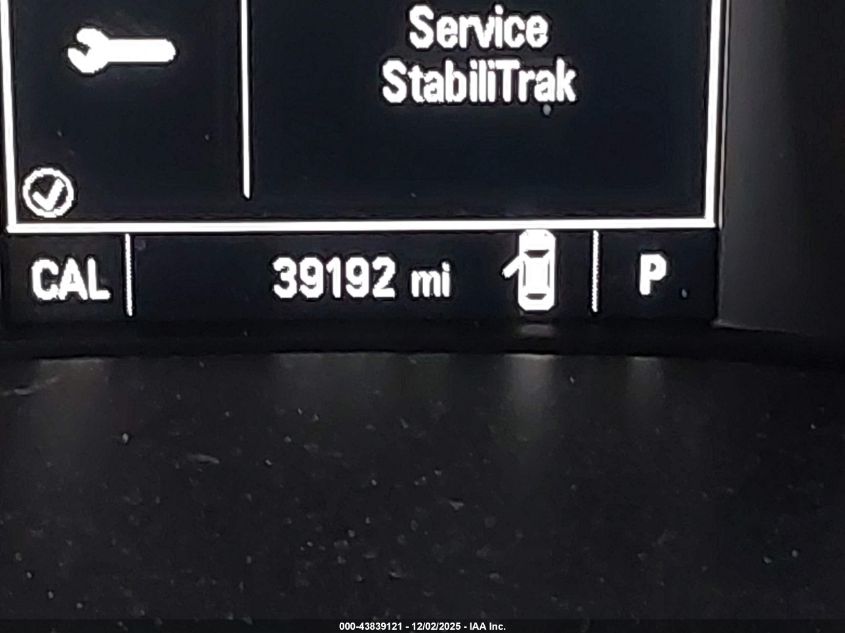 Service
StabiliTrak
CAL 39192 mi P
000-43839121 - 12/02/2025 - IAA Inc.